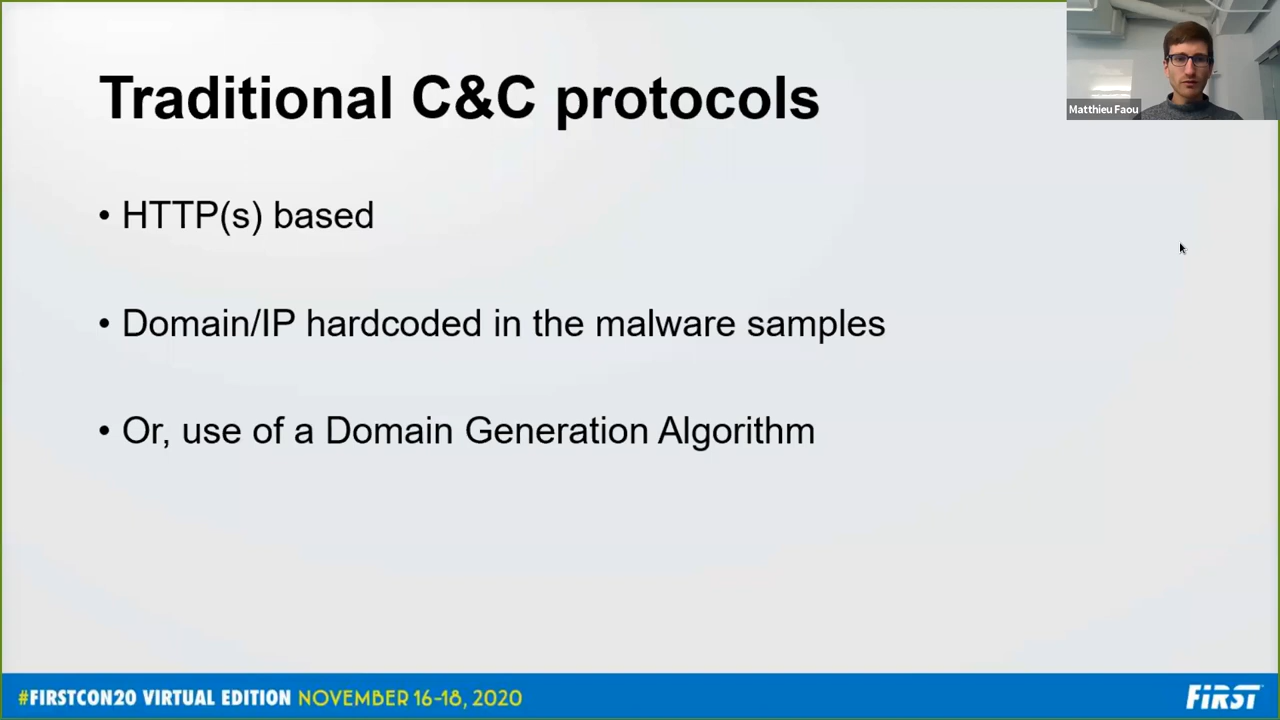 Traditional C&C protocols
Matthieu Faou
• HTTP(s) based
• Domain/IP hardcoded in the malware samples
• Or, use of a Domain Generation Algorithm
#FIRSTCON20 VIRTUAL EDITION NOVEMBER 16-18, 2020
FiRST